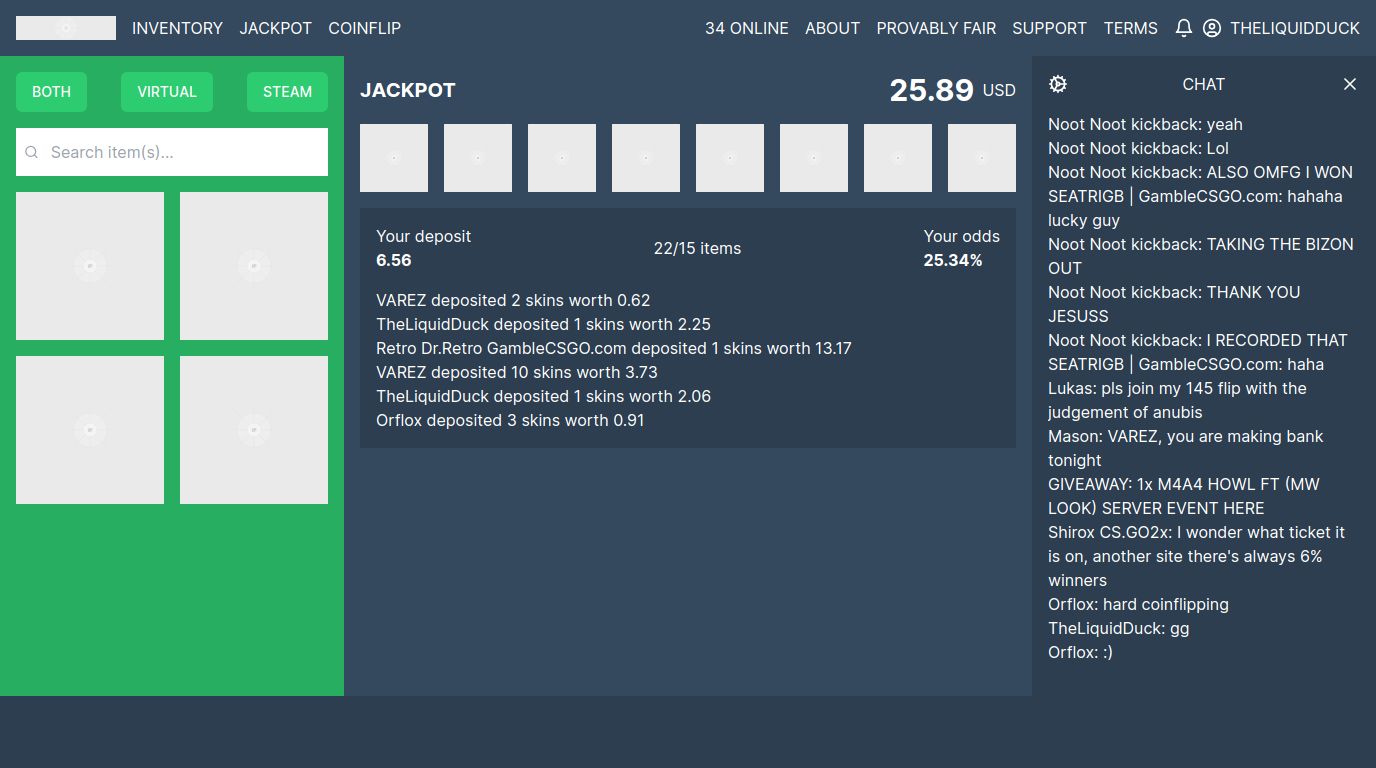 INVENTORY JACKPOT COINFLIP 34 ONLINE ABOUT PROVABLY FAIR SUPPORT TERMS THELIQUIDDUCK
BOTH VIRTUAL STEAM
Search item(s)...
JACKPOT 25.89 USD
Your deposit
6.56
22/15 items
Your odds
25.34%
VAREZ deposited 2 skins worth 0.62
TheLiquidDuck deposited 1 skins worth 2.25
Retro Dr.Retro GambleCSGO.com deposited 1 skins worth 13.17
VAREZ deposited 10 skins worth 3.73
TheLiquidDuck deposited 1 skins worth 2.06
Orflox deposited 3 skins worth 0.91
CHAT
Noot Noot kickback: yeah
Noot Noot kickback: Lol
Noot Noot kickback: ALSO OMFG I WON
SEATRIGB | GambleCSGO.com: hahaha
lucky guy
Noot Noot kickback: TAKING THE BIZON
OUT
Noot Noot kickback: THANK YOU
JESUSS
Noot Noot kickback: I RECORDED THAT
SEATRIGB | GambleCSGO.com: haha
Lukas: pls join my 145 flip with the
judgement of anubis
Mason: VAREZ, you are making bank
tonight
GIVEAWAY: 1x M4A4 HOWL FT (MW
LOOK) SERVER EVENT HERE
Shirox CS.GO2x: I wonder what ticket it
is on, another site there's always 6%
winners
Orflox: hard coinflipping
TheLiquidDuck: gg
Orflox: :)